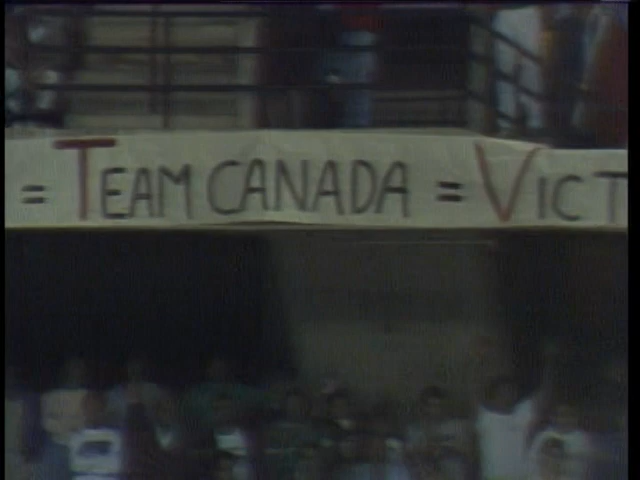 = TEAM CANADA = VICT